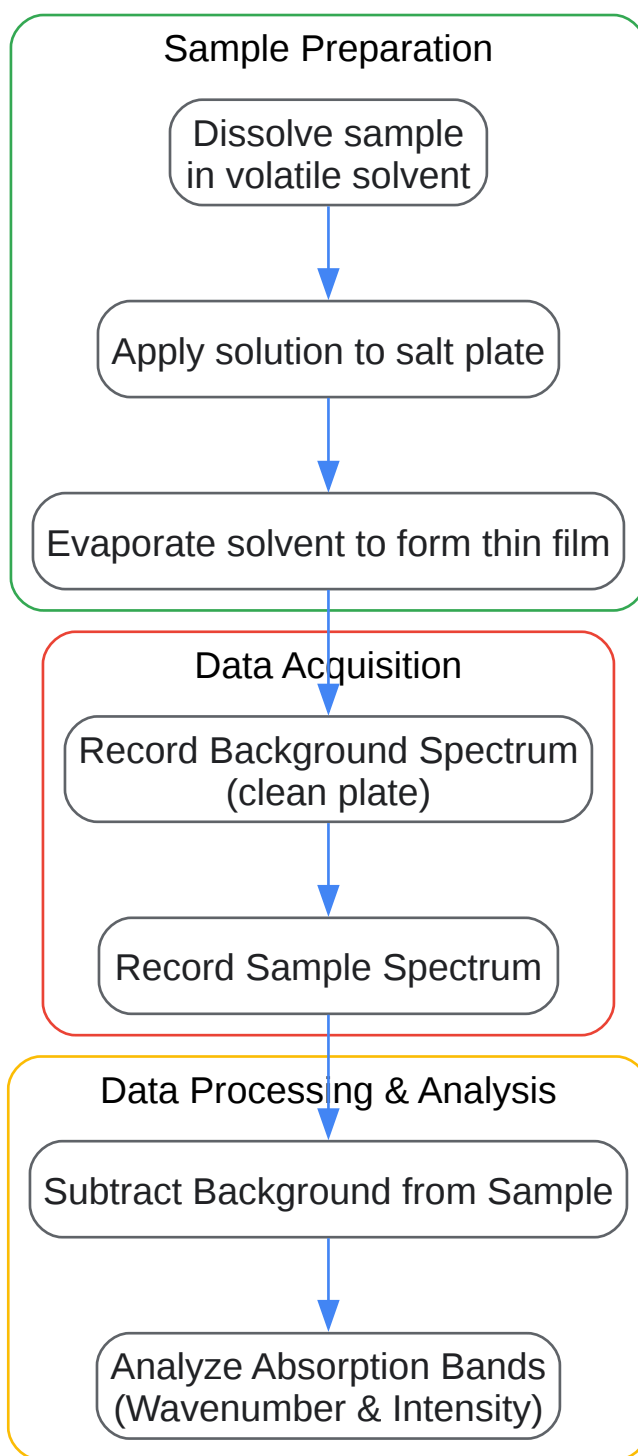 Sample Preparation
Dissolve sample
in volatile solvent
Apply solution to salt plate
Evaporate solvent to form thin film
Data Acquisition
Record Background Spectrum
(clean plate)
Record Sample Spectrum
Data Processing & Analysis
Subtract Background from Sample
Analyze Absorption Bands
(Wavenumber & Intensity)